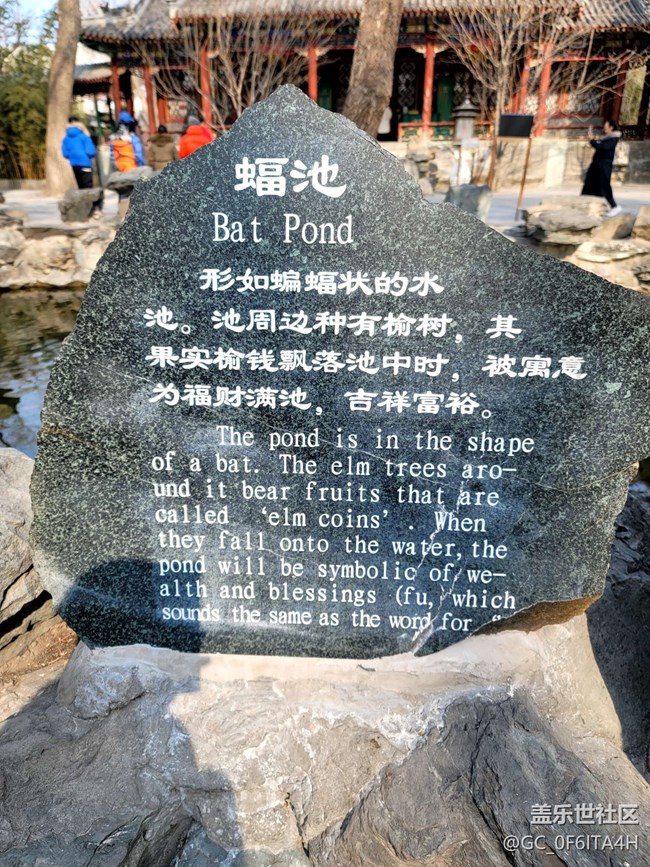 蝠池
Bat Pond
形如蝙蝠状的水
池。池周边种有榆树，其
果实榆钱飘落池中时，被寓意
为福财满池，吉祥富裕。
The pond is in the shape
of a bat. The elm trees aro-
und it bear fruits that are
called ‘elm coins’. When
they fall onto the water, the
pond will be symbolic of we-
alth and blessings (fu, which
sounds the same as the word for “
盖乐世社区
@GC_0F6ITA4H